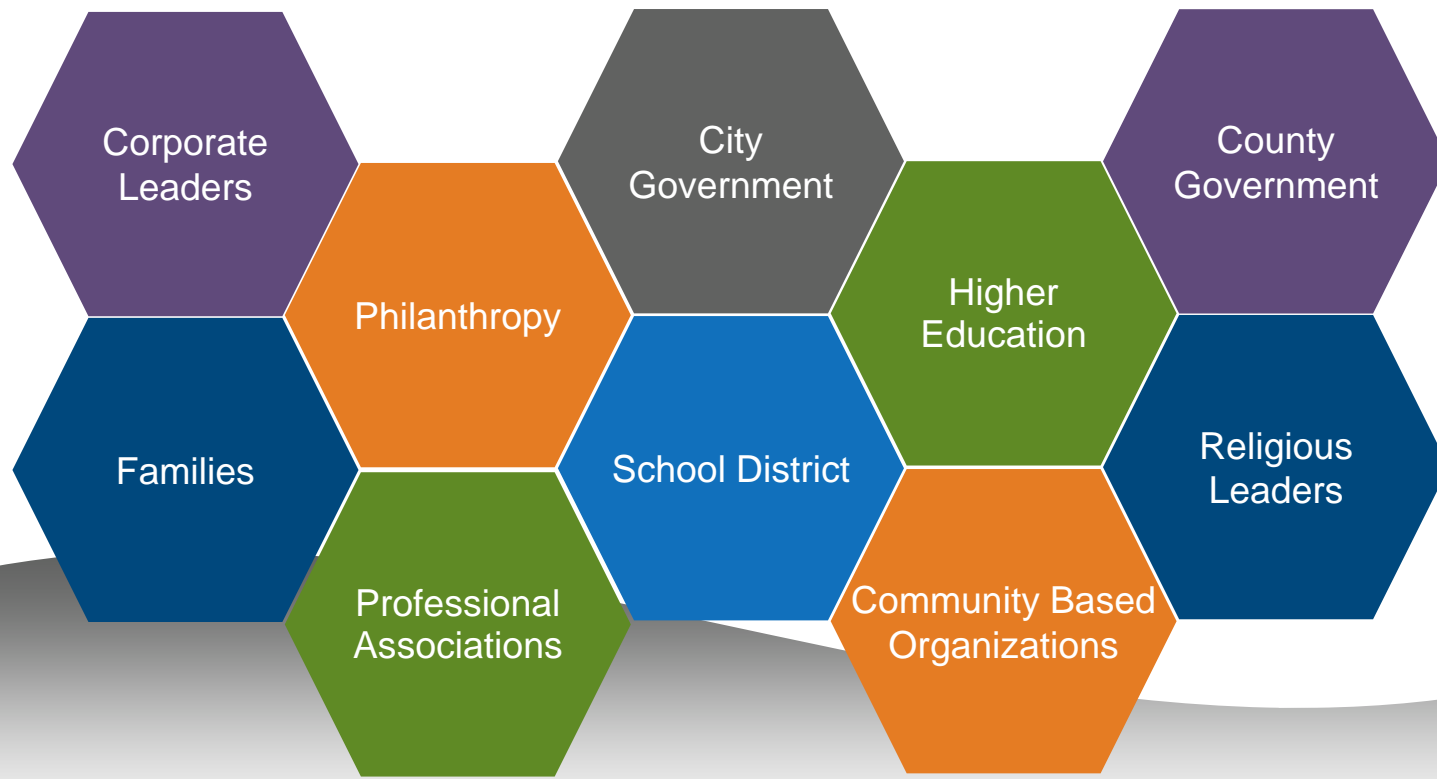 Corporate
Leaders
City
Government
County
Government
Philanthropy
Higher
Education
Families
School District
Religious
Leaders
Professional
Associations
Community Based
Organizations